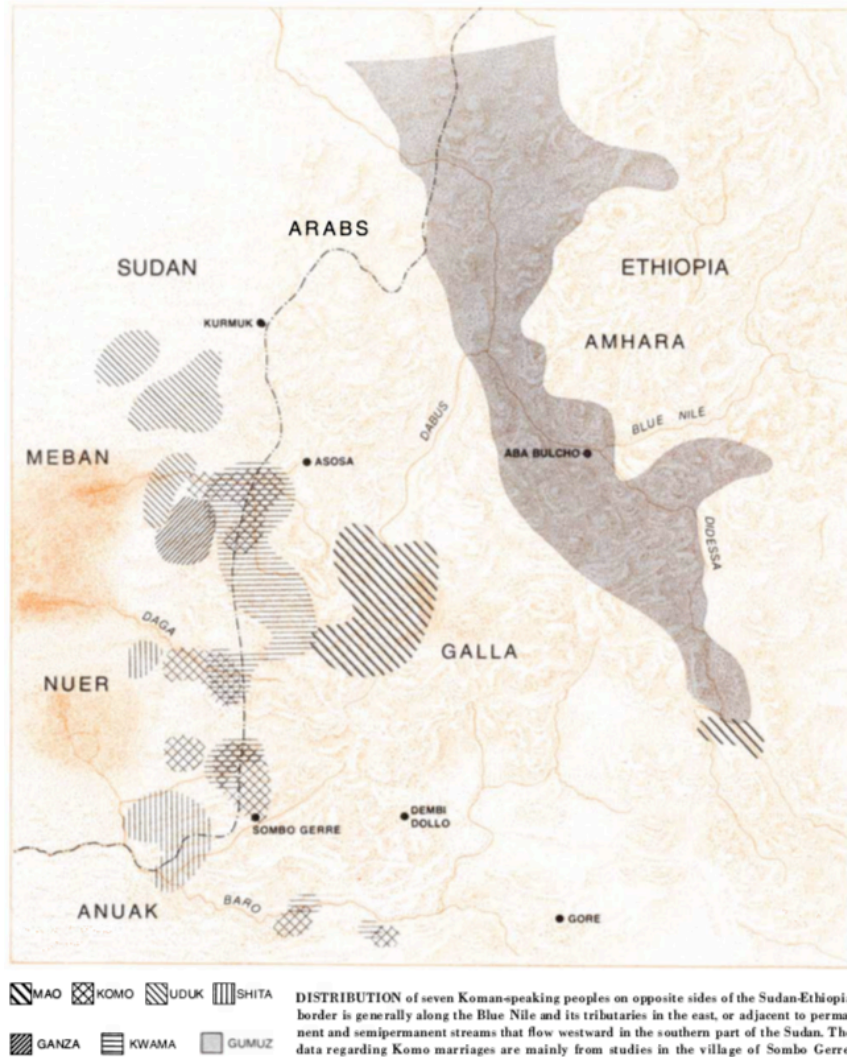 ARABS
SUDAN
ETHIOPIA
KURMUK
AMHARA
DABUS
BLUE NILE
MEBAN
ASOSA
ABA BULCHO
DIDESSA
DAGA
GALLA
NUER
DEMBI
DOLLO
SOMBO GERRE
ANUAK
BARO
GORE
MAO KOMO UDUK SHITA
GANZA KWAMA GUMUZ
DISTRIBUTION of seven Koman-speaking peoples on opposite sides of the Sudan-Ethiopi
border is generally along the Blue Nile and its tributaries in the east, or adjacent to perma
nent and semipermanent streams that flow westward in the southern part of the Sudan. The
data regarding Komo marriages are mainly from studies in the village of Sombo Gerre